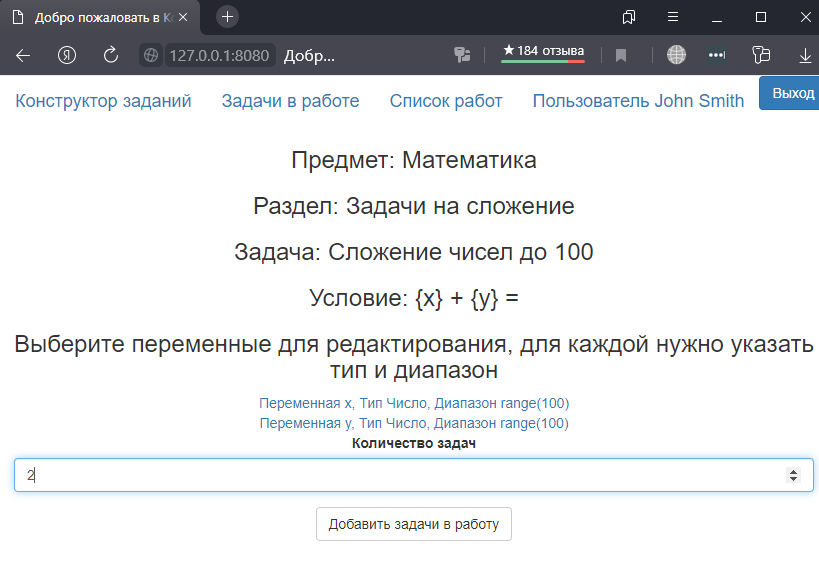 Добро пожаловать в К
127.0.0.1:8080 Добр... ★ 184 отзыва
Конструктор заданий Задачи в работе Список работ Пользователь John Smith Выход
Предмет: Математика
Раздел: Задачи на сложение
Задача: Сложение чисел до 100
Условие: {x} + {y} =
Выберите переменные для редактирования, для каждой нужно указать
тип и диапазон
Переменная x, Тип Число, Диапазон range(100)
Переменная y, Тип Число, Диапазон range(100)
Количество задач
2
Добавить задачи в работу